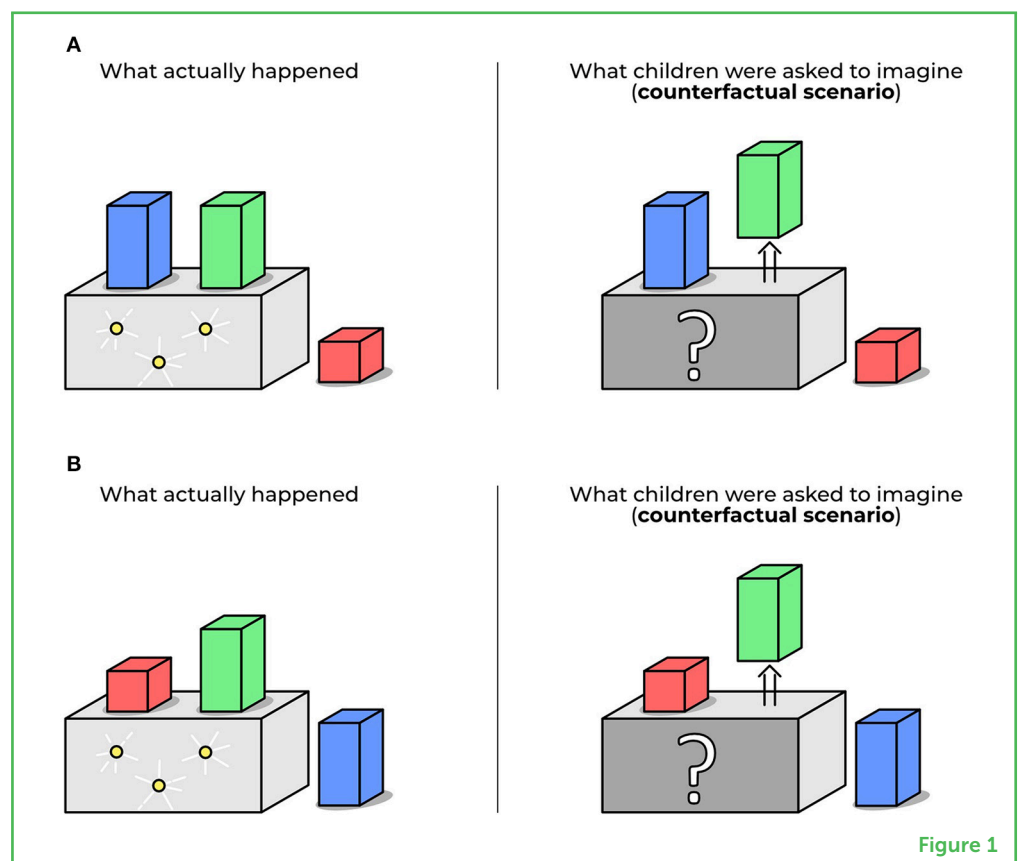 A
What actually happened
What children were asked to imagine
(counterfactual scenario)
?
?
B
What actually happened
What children were asked to imagine
(counterfactual scenario)
Figure 1